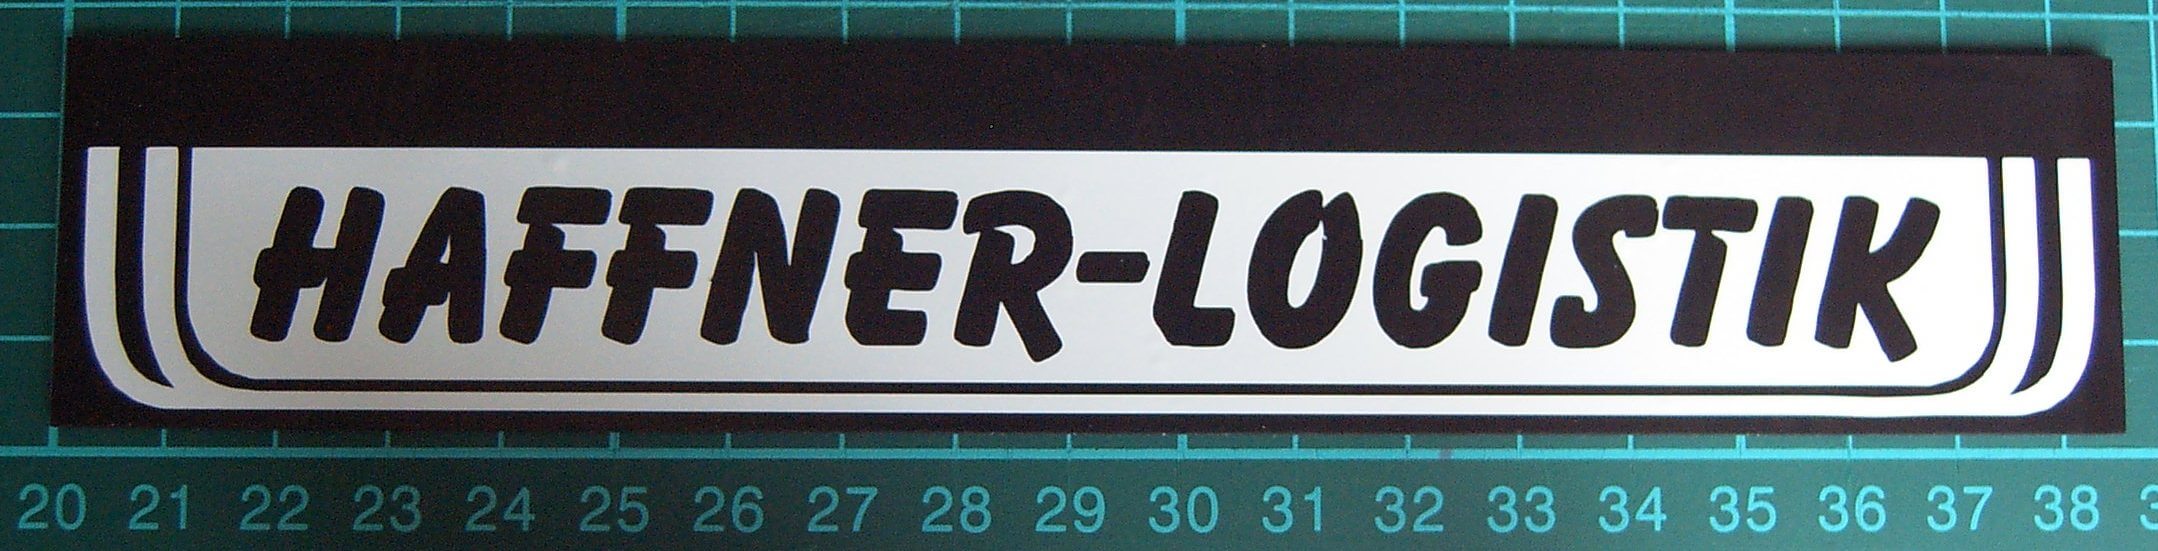 HAFFNER-LOGISTIK
20 21 22 23 24 25 26 27 28 29 30 31 32 33 34 35 36 37 38